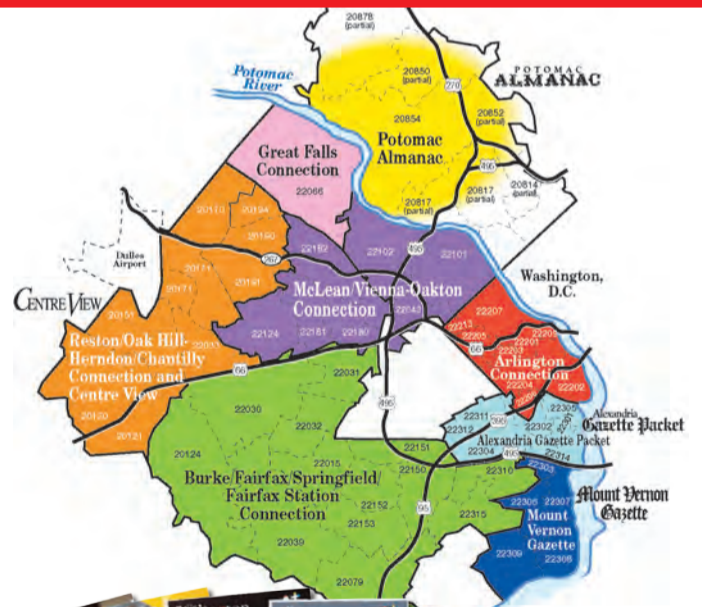 20878
(partial)
Potomac
River
20850
(partial)
270
POTOMAC
ALMANAC
20854
20852
(partial)
Potomac
Almanac
Great Falls
Connection
495
22066
20817
(partial)
20817
(partial)
20814
(partial)
20170
20194
20190
22182
22102
495
22101
Dulles
Airport
267
20171
20191
Washington,
D.C.
McLean/Vienna-Oakton
Connection
CENTRE VIEW
20151
22043
22207
22213
22205
22201
22203
22209
22124
22181
22180
Reston/Oak Hill-
Herndon/Chantilly
Connection and
Centre View
22033
66
66
Arlington
Connection
22204
22202
22206
22031
495
20120
20121
22030
22032
22311
22312
395
22305
22302
22301
Alexandria
Gazette Packet
Alexandria Gazette Packet
22304
22314
495
20124
22015
22151
22150
22310
22303
Burke/Fairfax/Springfield/
Fairfax Station
Connection
22152
22153
95
22315
22306
22307
Mount
Vernon
Gazette
Mount Vernon
Gazette
22039
22309
22308
22079